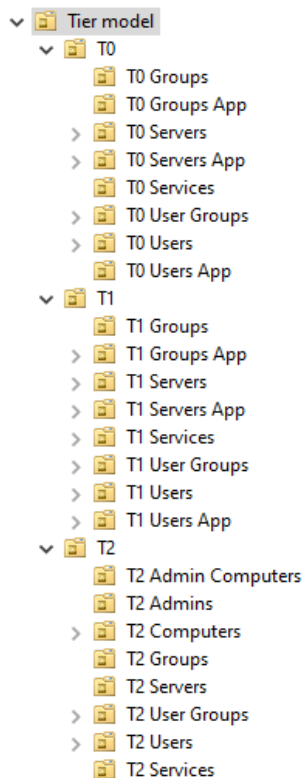 Tier model
T0
T0 Groups
T0 Groups App
T0 Servers
T0 Servers App
T0 Services
T0 User Groups
T0 Users
T0 Users App
T1
T1 Groups
T1 Groups App
T1 Servers
T1 Servers App
T1 Services
T1 User Groups
T1 Users
T1 Users App
T2
T2 Admin Computers
T2 Admins
T2 Computers
T2 Groups
T2 Servers
T2 User Groups
T2 Users
T2 Services